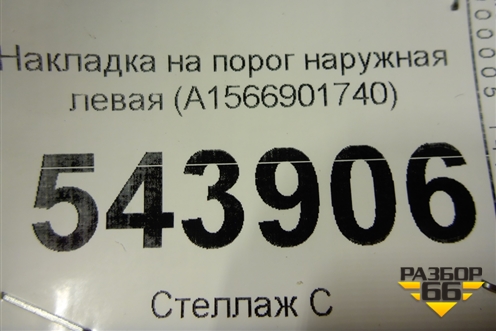 Накладка на порог наружная
левая (A1566901740)
543906
Стеллаж С
РАЗБОР
66